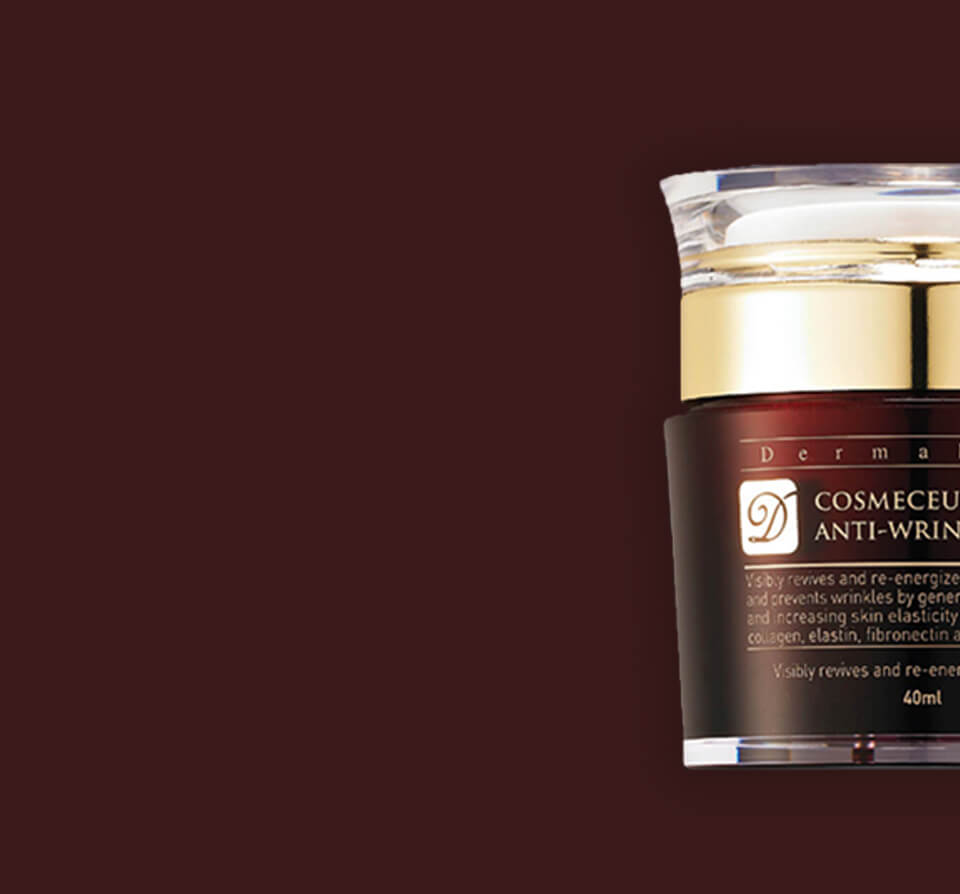 Derma
D
COSMECEU
ANTI-WRIN
Visibly revives and re-energize
and prevents wrinkles by gener
and increasing skin elasticity
collagen, elastin, fibronectin a
Visibly revives and re-ener
40ml